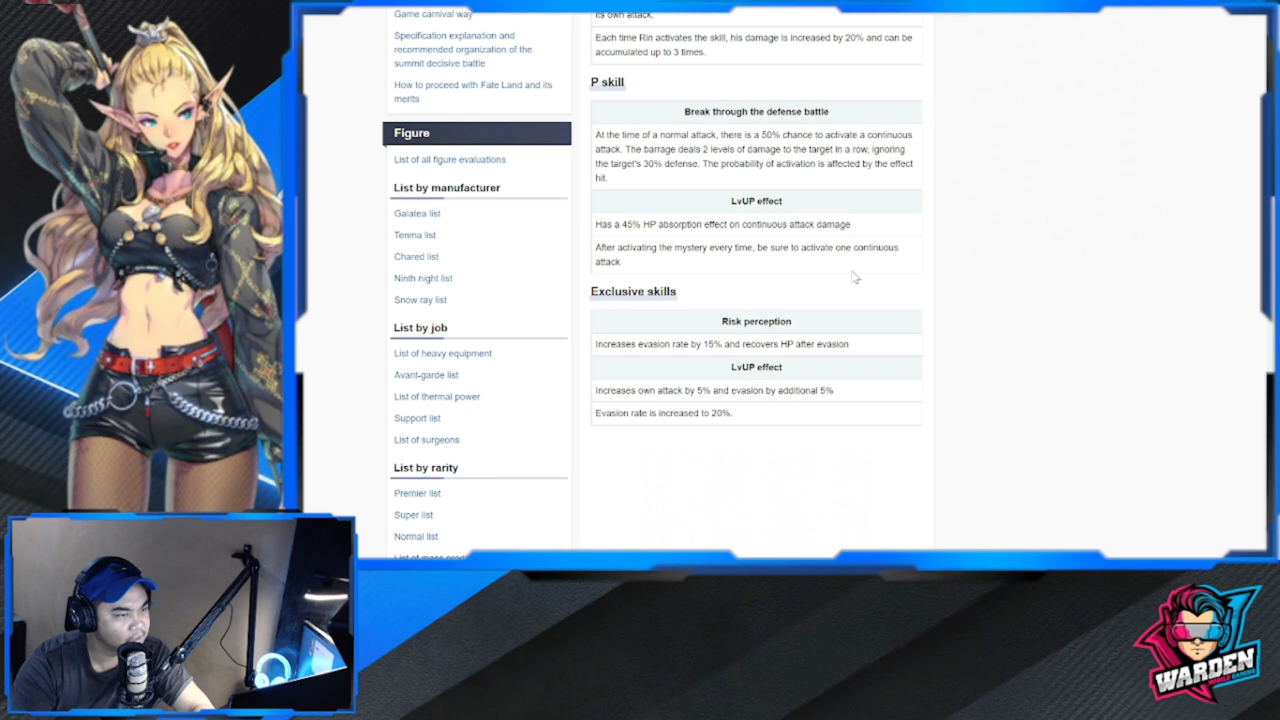 Game carnival way
Specification explanation and
recommended organization of the
summit decisive battle
How to proceed with Fate Land and its
merits
Figure
List of all figure evaluations
List by manufacturer
Galatea list
Tenma list
Chared list
Ninth night list
Snow ray list
List by job
List of heavy equipment
Avant-garde list
List of thermal power
Support list
List of surgeons
List by rarity
Premier list
Super list
Normal list
its own attack.
Each time Rin activates the skill, his damage is increased by 20% and can be
accumulated up to 3 times.
P skill
Break through the defense battle
At the time of a normal attack, there is a 50% chance to activate a continuous
attack. The barrage deals 2 levels of damage to the target in a row, ignoring
the target's 30% defense. The probability of activation is affected by the effect
hit.
LvUP effect
Has a 45% HP absorption effect on continuous attack damage
After activating the mystery every time, be sure to activate one continuous
attack
Exclusive skills
Risk perception
Increases evasion rate by 15% and recovers HP after evasion
LvUP effect
Increases own attack by 5% and evasion by additional 5%
Evasion rate is increased to 20%.
WARDEN
MOBILE GAMING